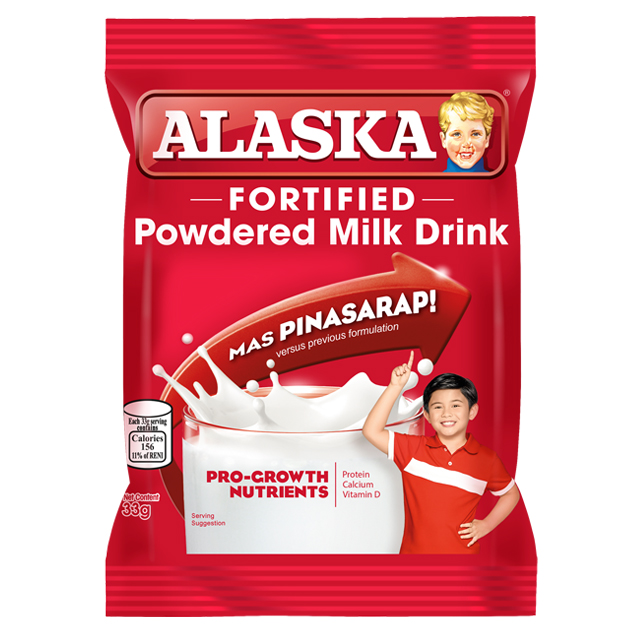 ALASKA
®
FORTIFIED
Powdered Milk Drink
MAS PINASARAP!
versus previous formulation
Each 33g serving
contains
Calories
156
11% of RENI
PRO-GROWTH
NUTRIENTS
Protein
Calcium
Vitamin D
Net Content
33g
Serving
Suggestion